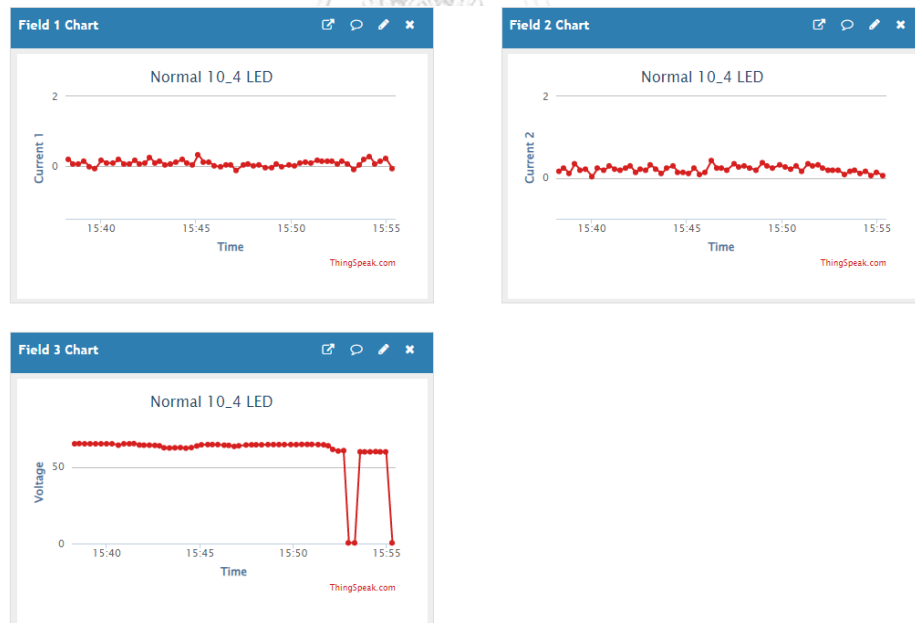 Field 1 Chart
Normal 10_4 LED
2
0
Current 1
15:40 15:45 15:50 15:55
Time
ThingSpeak.com
Field 2 Chart
Normal 10_4 LED
2
0
Current 2
15:40 15:45 15:50 15:55
Time
ThingSpeak.com
Field 3 Chart
Normal 10_4 LED
50
0
Voltage
15:40 15:45 15:50 15:55
Time
ThingSpeak.com